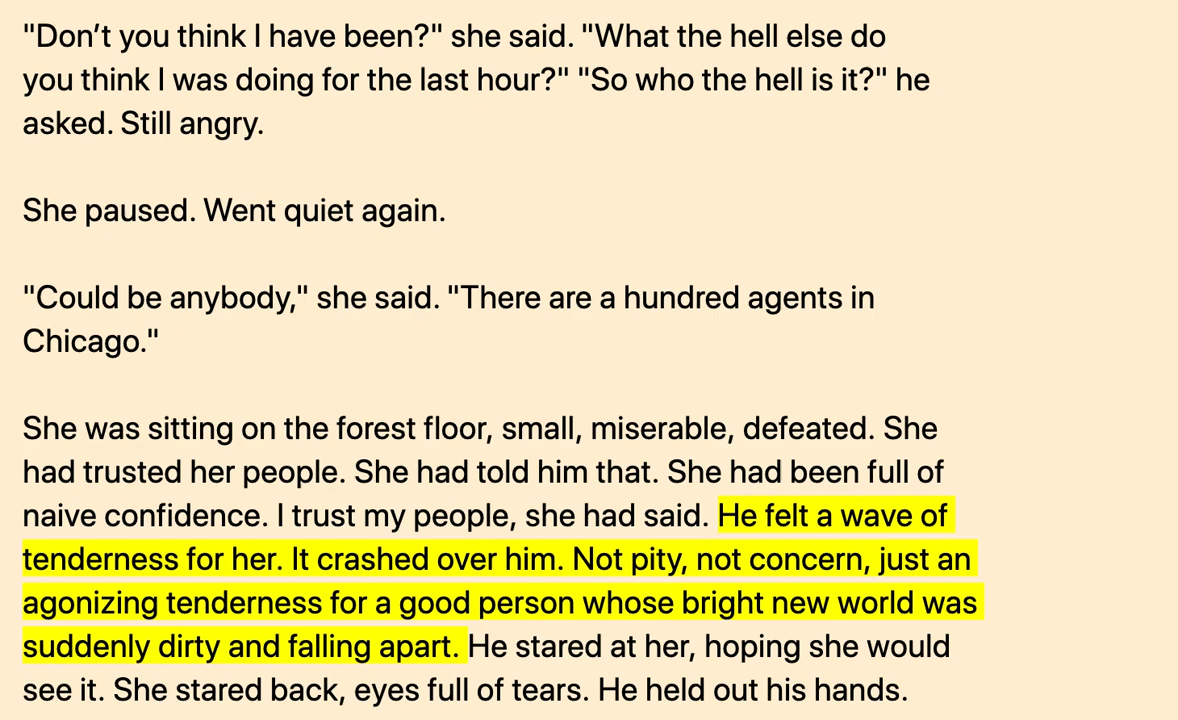 "Don’t you think I have been?" she said. "What the hell else do
you think I was doing for the last hour?" "So who the hell is it?" he
asked. Still angry.
She paused. Went quiet again.
"Could be anybody," she said. "There are a hundred agents in
Chicago."
She was sitting on the forest floor, small, miserable, defeated. She
had trusted her people. She had told him that. She had been full of
naive confidence. I trust my people, she had said. He felt a wave of
tenderness for her. It crashed over him. Not pity, not concern, just an
agonizing tenderness for a good person whose bright new world was
suddenly dirty and falling apart. He stared at her, hoping she would
see it. She stared back, eyes full of tears. He held out his hands.